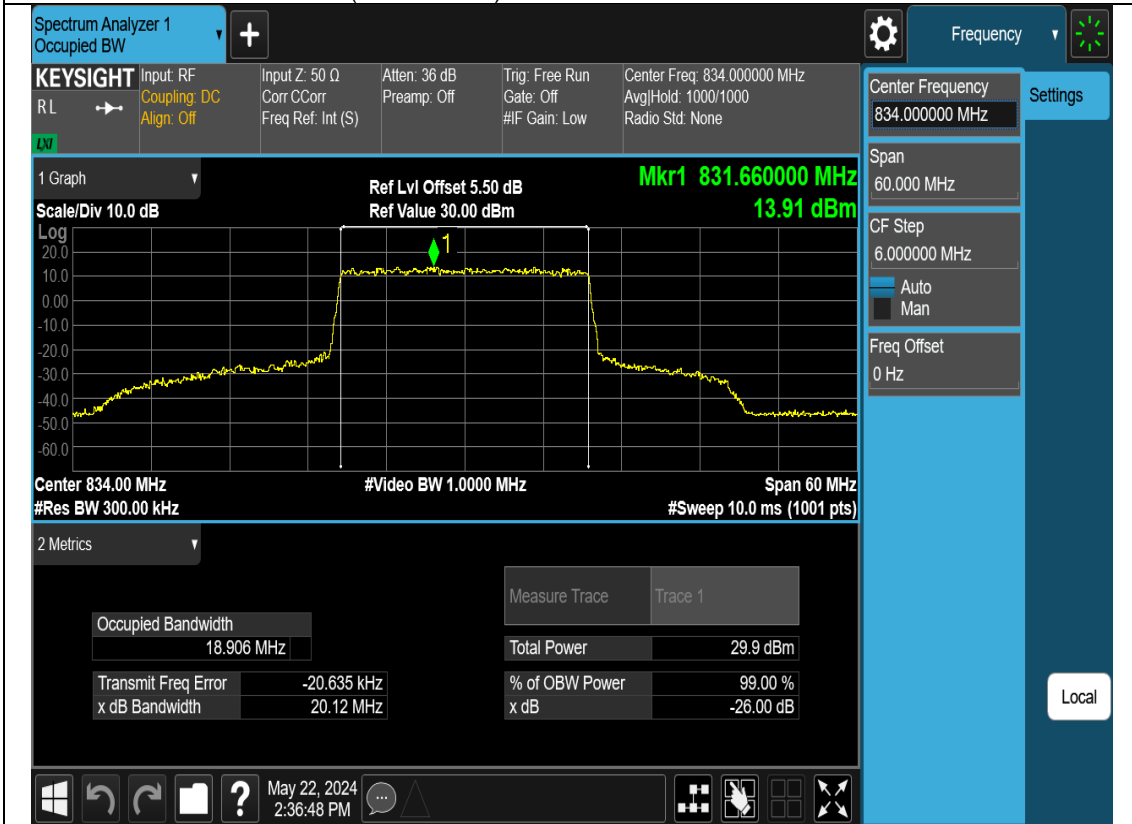 Spectrum Analyzer 1
Occupied BW
Frequency
KEYSIGHT
R L
LXI
Input: RF
Coupling: DC
Align: Off
Input Z: 50 Ω
Corr CCorr
Freq Ref: Int (S)
Atten: 36 dB
Preamp: Off
Trig: Free Run
Gate: Off
#IF Gain: Low
Center Freq: 834.000000 MHz
Avg|Hold: 1000/1000
Radio Std: None
Center Frequency
834.000000 MHz
Settings
Span
60.000 MHz
CF Step
6.000000 MHz
Auto
Man
Freq Offset
0 Hz
Local
1 Graph
Scale/Div 10.0 dB
Ref Lvl Offset 5.50 dB
Ref Value 30.00 dBm
Mkr1 831.660000 MHz
13.91 dBm
Log
1
20.0
10.0
0.00
-10.0
-20.0
-30.0
-40.0
-50.0
-60.0
Center 834.00 MHz
#Video BW 1.0000 MHz
Span 60 MHz
#Res BW 300.00 kHz
#Sweep 10.0 ms (1001 pts)
2 Metrics
Measure Trace Trace 1
Occupied Bandwidth
18.906 MHz
Total Power 29.9 dBm
Transmit Freq Error -20.635 kHz
% of OBW Power 99.00 %
x dB Bandwidth 20.12 MHz
x dB -26.00 dB
?
May 22, 2024
2:36:48 PM